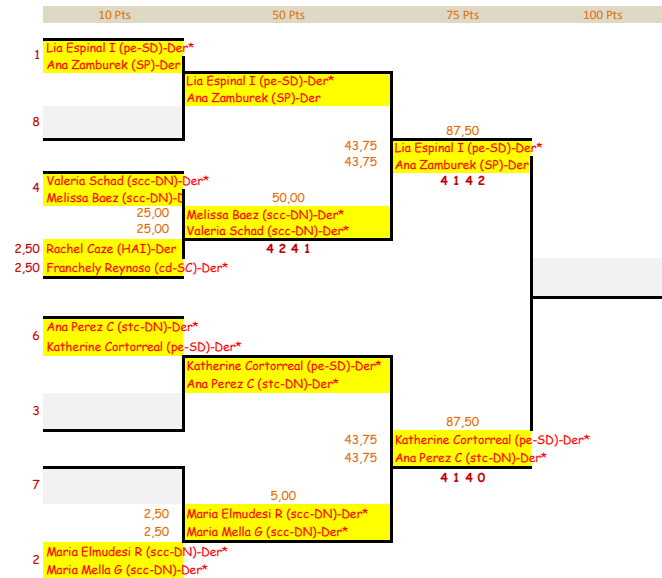 10 Pts 50 Pts 75 Pts 100 Pts
1
Lia Espinal I (pe-SD)-Der*
Ana Zamburek (SP)-Der
Lia Espinal I (pe-SD)-Der*
Ana Zamburek (SP)-Der
8
87,50
43,75
Lia Espinal I (pe-SD)-Der*
43,75
Ana Zamburek (SP)-Der
4 1 4 2
4
Valeria Schad (scc-DN)-Der*
Melissa Baez (scc-DN)-D
50,00
25,00
Melissa Baez (scc-DN)-Der*
25,00
Valeria Schad (scc-DN)-Der*
4 2 4 1
2,50 Rachel Caze (HAI)-Der
2,50 Franchely Reynoso (cd-SC)-Der*
6
Ana Perez C (stc-DN)-Der*
Katherine Cortorreal (pe-SD)-Der*
Katherine Cortorreal (pe-SD)-Der*
Ana Perez C (stc-DN)-Der*
3
87,50
43,75
Katherine Cortorreal (pe-SD)-Der*
43,75
Ana Perez C (stc-DN)-Der*
4 1 4 0
7
5,00
2,50
Maria Elmudesi R (scc-DN)-Der*
2,50
Maria Mella G (scc-DN)-Der*
2
Maria Elmudesi R (scc-DN)-Der*
Maria Mella G (scc-DN)-Der*